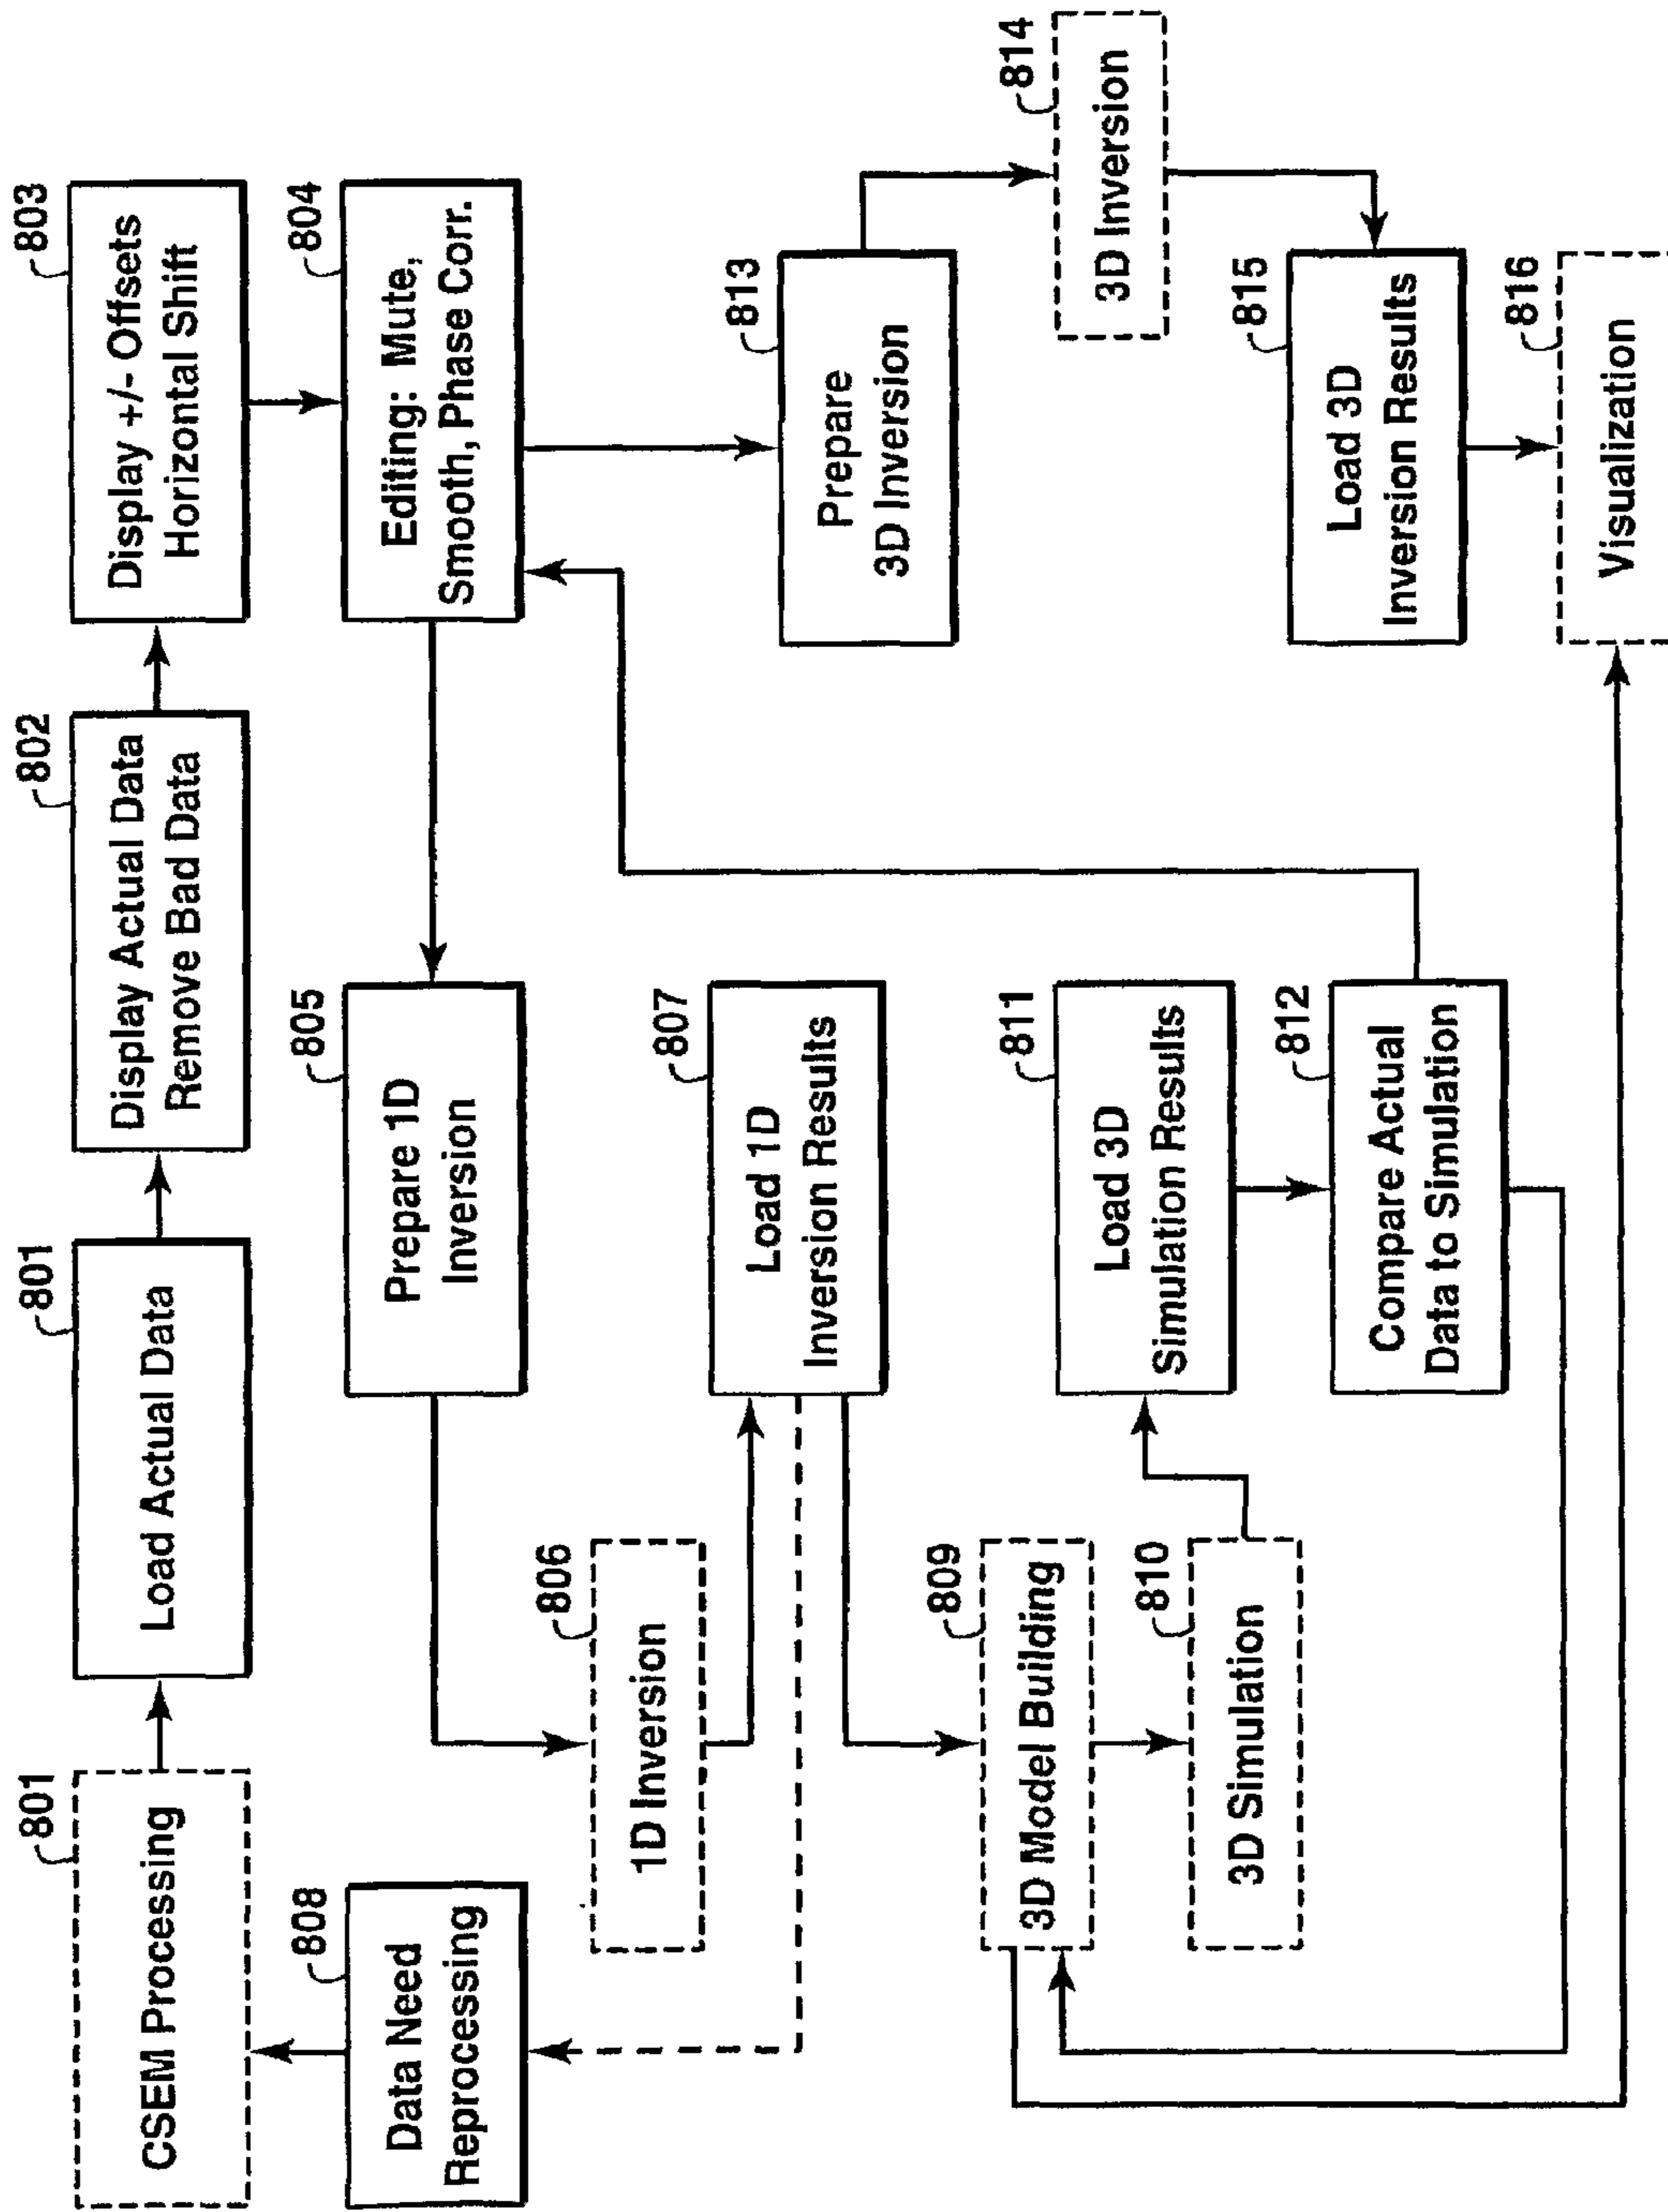 801
CSEM Processing
801
Load Actual Data
802
Display Actual Data
Remove Bad Data
803
Display +/- Offsets
Horizontal Shift
804
Editing: Mute,
Smooth, Phase Corr.
805
Prepare 1D
Inversion
806
1D Inversion
807
Load 1D
Inversion Results
808
Data Need
Reprocessing
809
3D Model Building
810
3D Simulation
811
Load 3D
Simulation Results
812
Compare Actual
Data to Simulation
813
Prepare
3D Inversion
814
3D Inversion
815
Load 3D
Inversion Results
816
Visualization